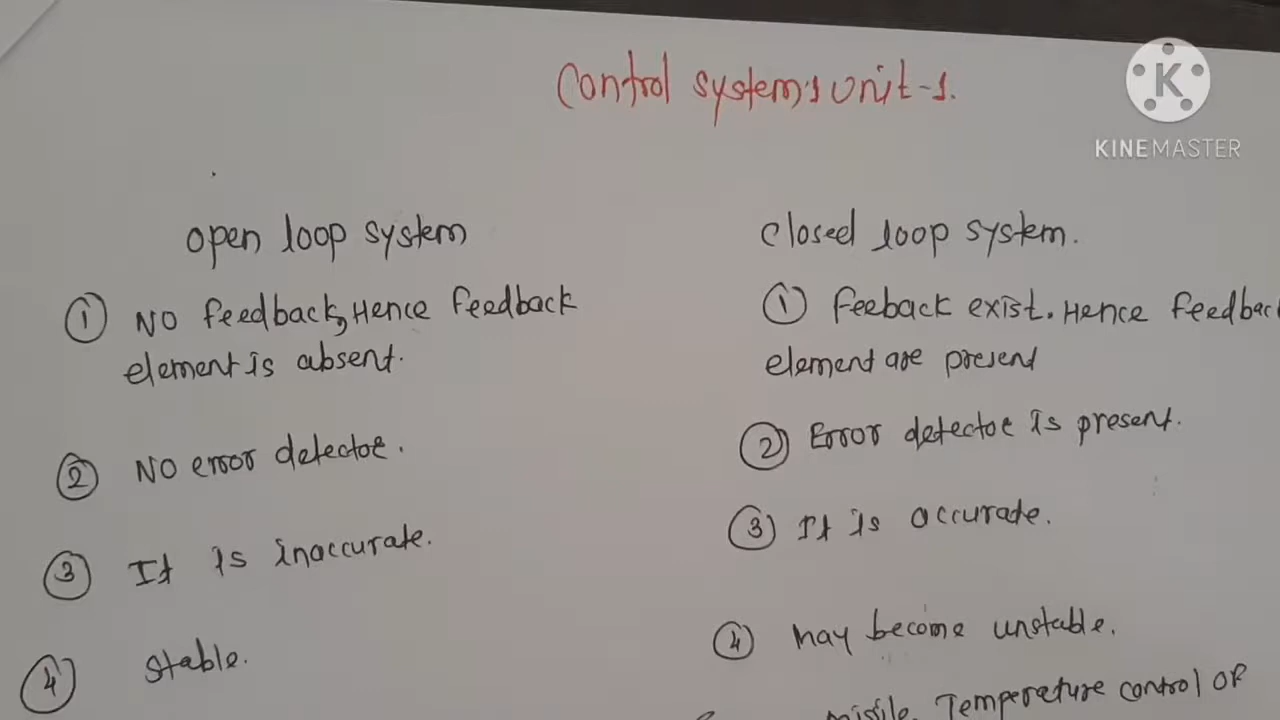 Control systems unit-1.
KINEMASTER
open loop system
① NO feedback, Hence feedback
element is absent.
② NO error detector.
③ It is inaccurate.
④ stable.
closed loop system.
① feeback exist. Hence feedbac
element are present
② Error detector is present.
③ It is accurate.
④ may become unstable.
missile, Temperature control of